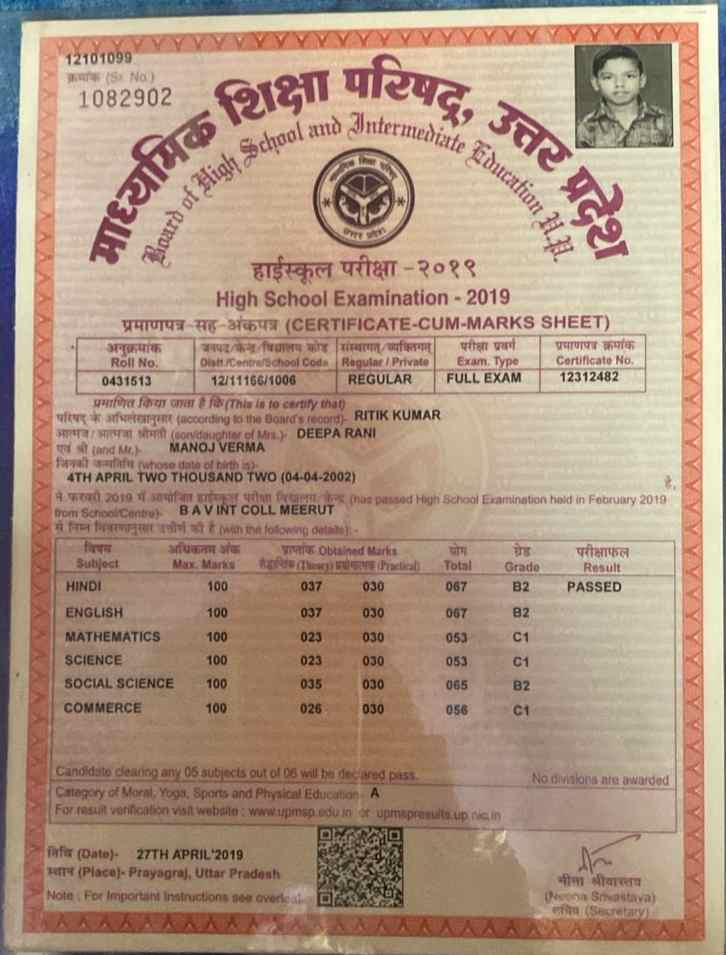 12101099
क्रमांक (Sr. No.)
1082902
माध्यमिक शिक्षा परिषद्, उत्तर प्रदेश
Board of High School and Intermediate Education U.P.
माध्यमिक शिक्षा परिषद्
उत्तर प्रदेश
हाईस्कूल परीक्षा -२०१९
High School Examination - 2019
प्रमाणपत्र-सह-अंकपत्र (CERTIFICATE-CUM-MARKS SHEET)
अनुक्रमांक जनपद/केन्द्र/विद्यालय कोड संस्थागत/व्यक्तिगत परीक्षा प्रवर्ग प्रमाणपत्र क्रमांक
Roll No. Distt./Centre/School Code Regular / Private Exam. Type Certificate No.
0431513 12/11166/1006 REGULAR FULL EXAM 12312482
प्रमाणित किया जाता है कि (This is to certify that)
परिषद् के अभिलेखानुसार (according to the Board's record)- RITIK KUMAR
आत्मज/आत्मजा श्रीमती (son/daughter of Mrs.)- DEEPA RANI
एवं श्री (and Mr.)- MANOJ VERMA
जिनकी जन्मतिथि (whose date of birth is)-
4TH APRIL TWO THOUSAND TWO (04-04-2002) है,
ने फरवरी 2019 में आयोजित हाईस्कूल परीक्षा विद्यालय/केन्द्र (has passed High School Examination held in February 2019
from School/Centre)- B A V INT COLL MEERUT
से निम्न विवरणानुसार उत्तीर्ण की है (with the following details):-
विषय अधिकतम अंक प्राप्तांक Obtained Marks योग ग्रेड परीक्षाफल
Subject Max. Marks सैद्धान्तिक (Theory) प्रयोगात्मक (Practical) Total Grade Result
HINDI 100 037 030 067 B2 PASSED
ENGLISH 100 037 030 067 B2
MATHEMATICS 100 023 030 053 C1
SCIENCE 100 023 030 053 C1
SOCIAL SCIENCE 100 035 030 065 B2
COMMERCE 100 026 030 056 C1
Candidate clearing any 05 subjects out of 06 will be declared pass. No divisions are awarded
Category of Moral, Yoga, Sports and Physical Education- A
For result verification visit website : www.upmsp.edu.in or upmspresults.up.nic.in
तिथि (Date)- 27TH APRIL'2019
स्थान (Place)- Prayagraj, Uttar Pradesh
Note : For Important Instructions see overleaf
नीना श्रीवास्तव
(Neena Srivastava)
सचिव (Secretary)